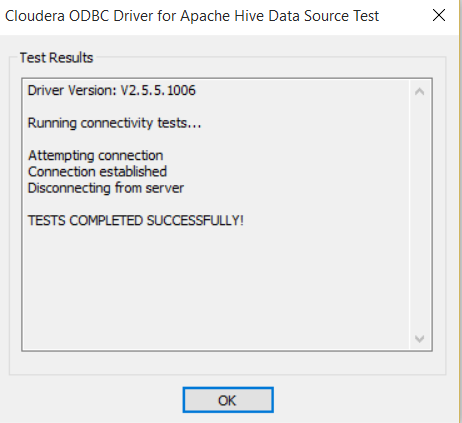 Cloudera ODBC Driver for Apache Hive Data Source Test
Test Results
Driver Version: V2.5.5.1006
Running connectivity tests...
Attempting connection
Connection established
Disconnecting from server
TESTS COMPLETED SUCCESSFULLY!
OK